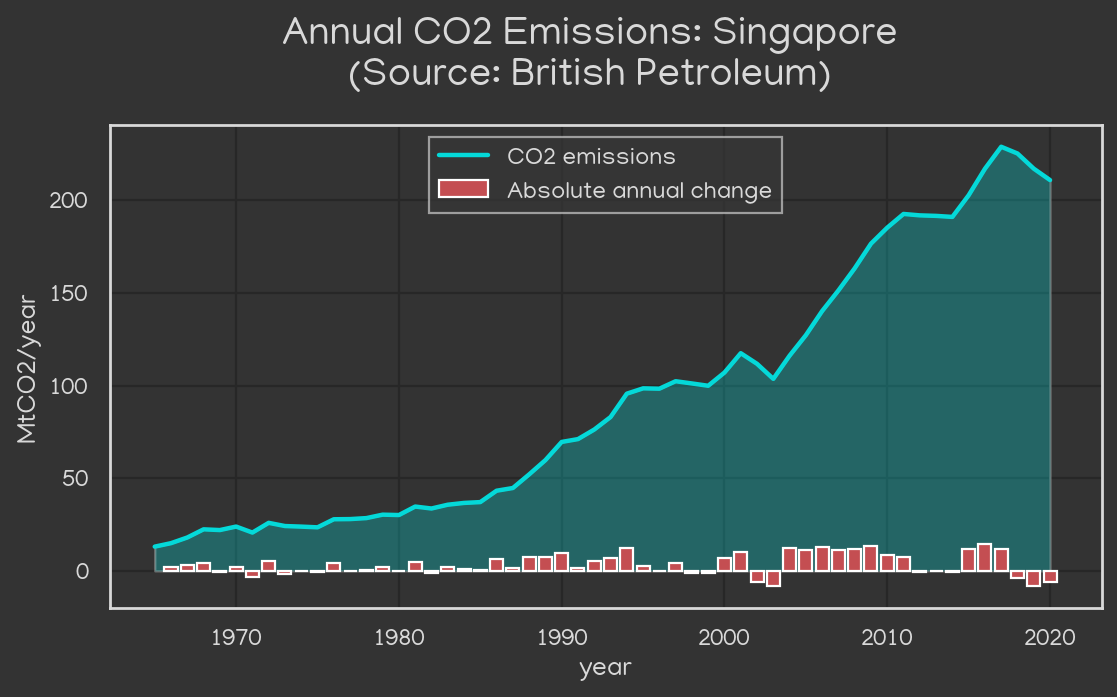 Annual CO2 Emissions: Singapore
(Source: British Petroleum)
CO2 emissions
Absolute annual change
MtCO2/year
200
150
100
50
0
1970 1980 1990 2000 2010 2020
year